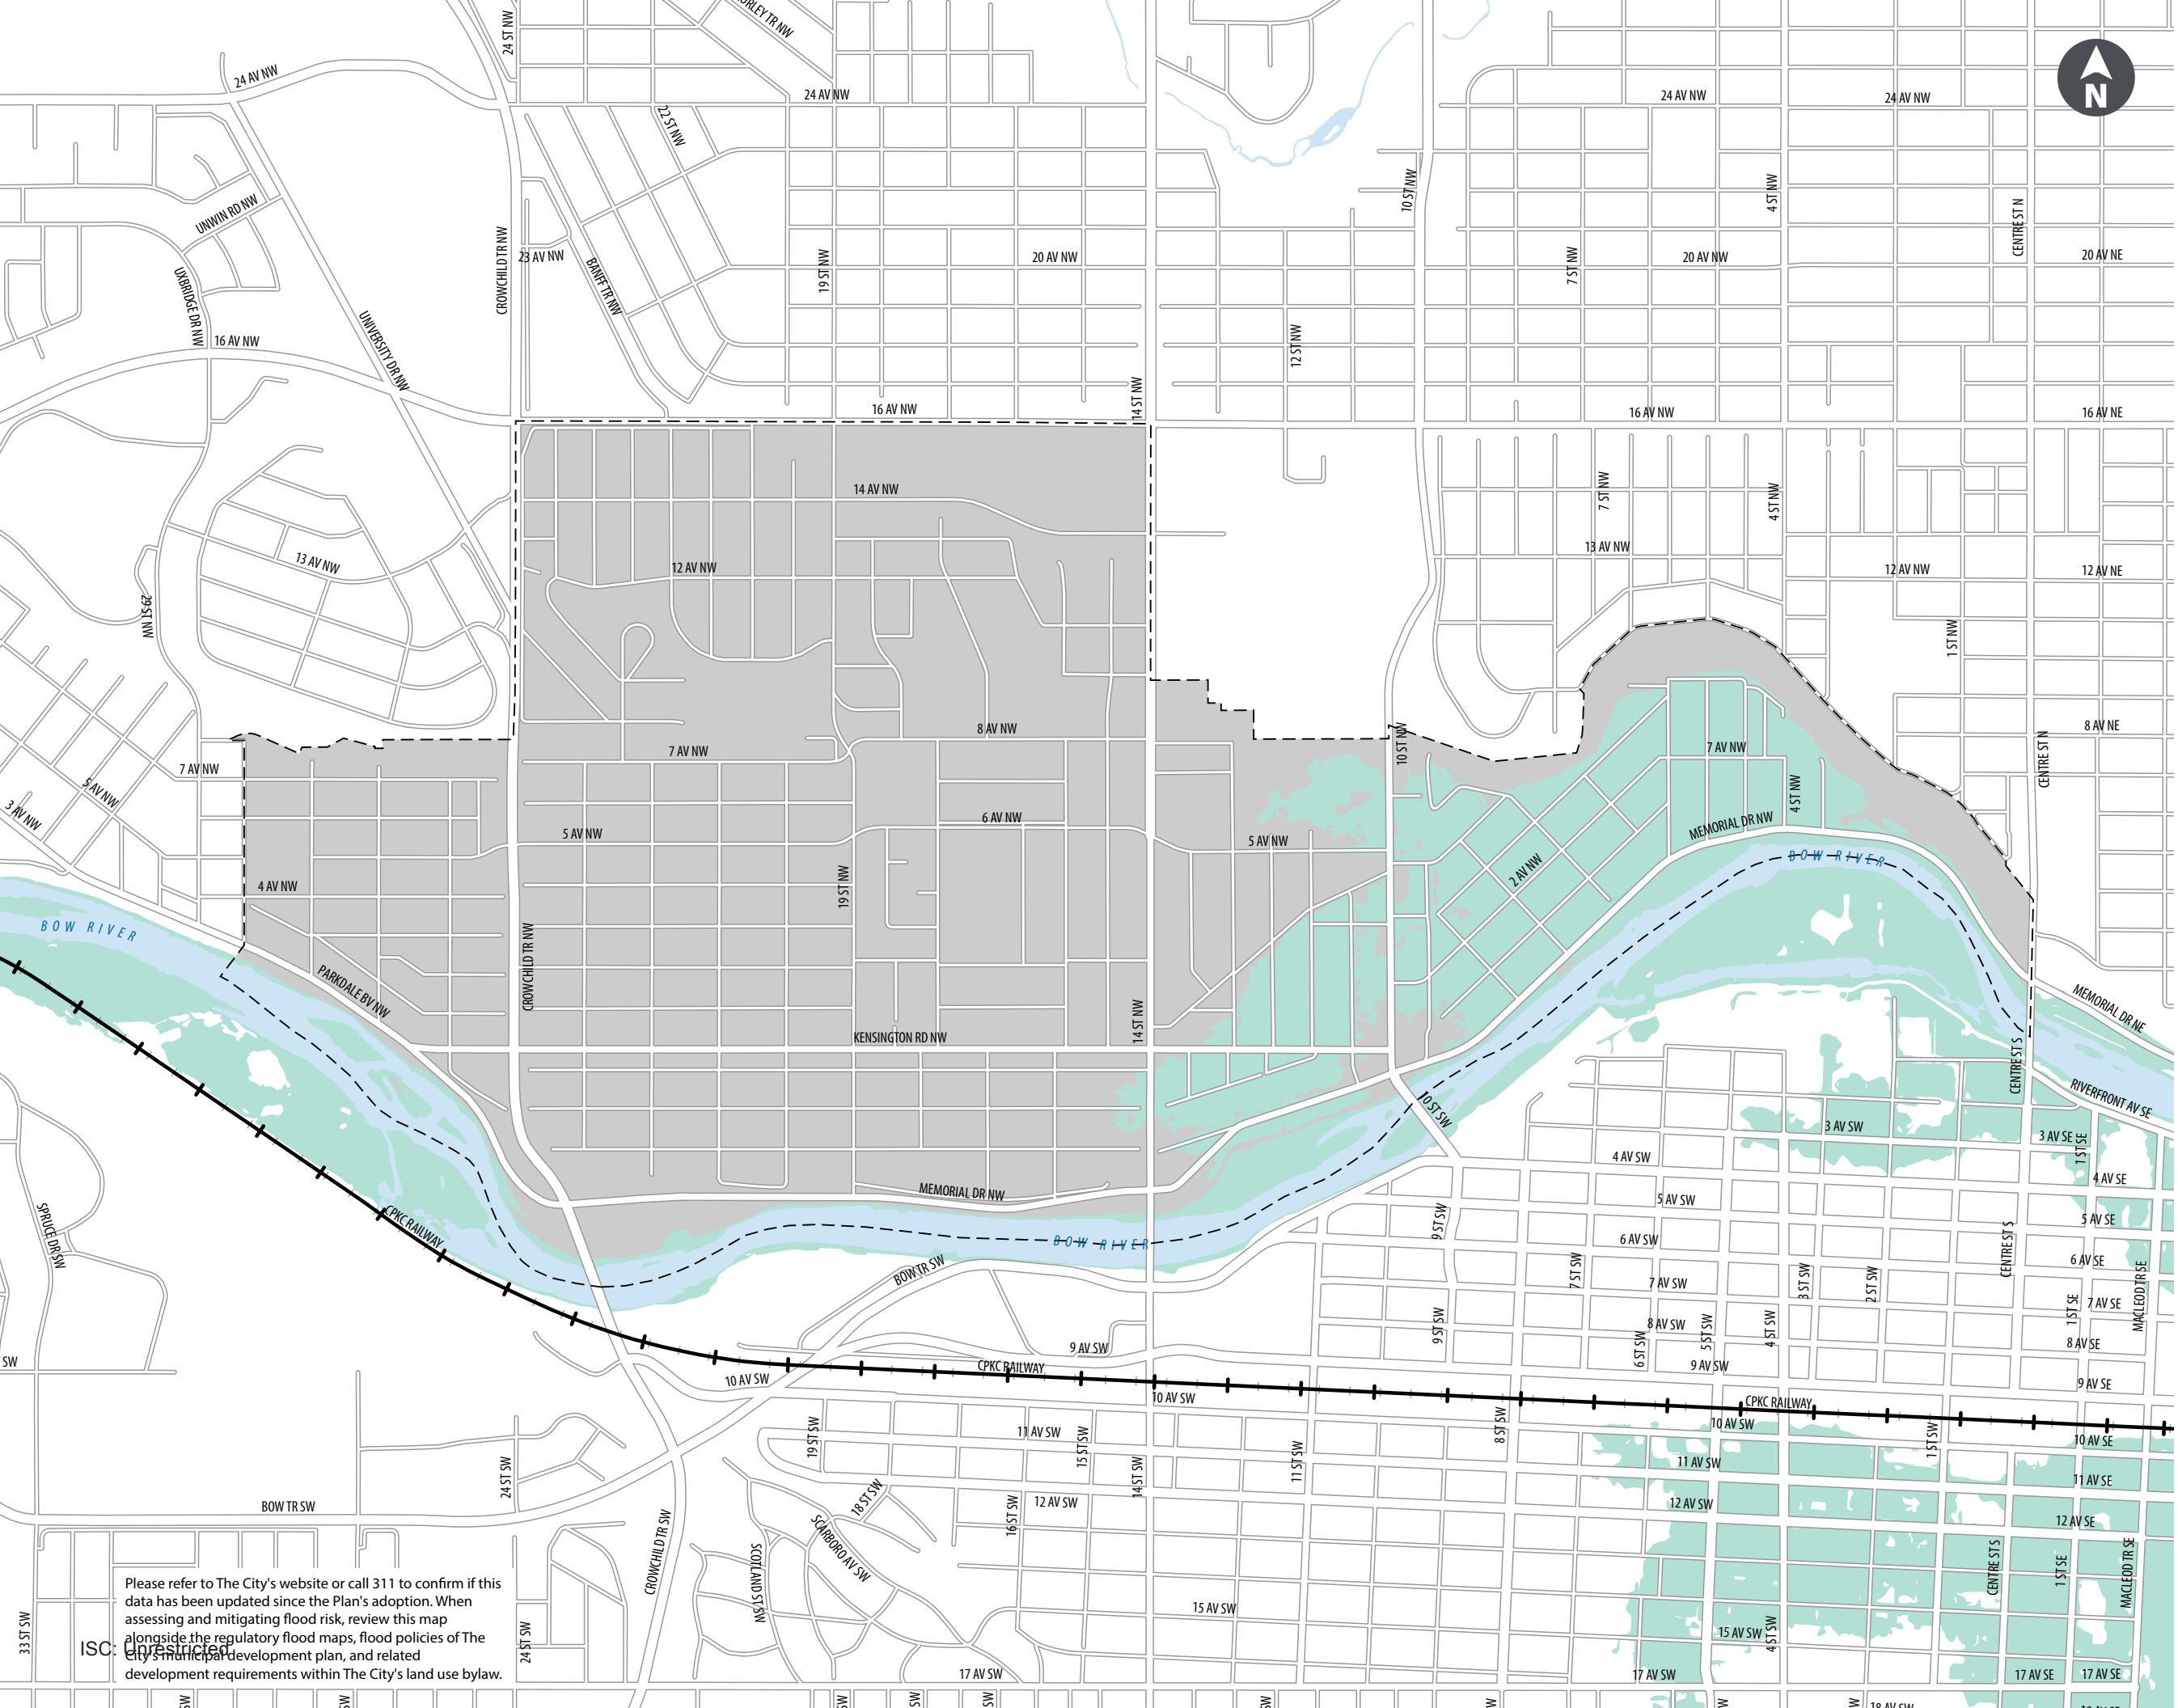 24 ST NW
MORLEY TR NW
24 AV NW
24 AV NW
24 AV NW
24 AV NW
N
22 ST NW
UNWIN RD NW
10 ST NW
4 ST NW
CENTRE ST N
CROWCHILD TR NW
23 AV NW
BANFF TR NW
19 ST NW
20 AV NW
7 ST NW
20 AV NW
20 AV NE
UXBRIDGE DR NW
16 AV NW
UNIVERSITY DR NW
12 ST NW
14 ST NW
16 AV NW
16 AV NW
16 AV NE
14 AV NW
7 ST NW
4 ST NW
13 AV NW
13 AV NW
12 AV NW
12 AV NW
12 AV NE
29 ST NW
1 ST NW
8 AV NW
8 AV NE
7 AV NW
7 AV NW
10 ST NW
7 AV NW
CENTRE ST N
5 AV NW
3 AV NW
4 ST NW
5 AV NW
6 AV NW
5 AV NW
MEMORIAL DR NW
BOW RIVER
4 AV NW
19 ST NW
2 AV NW
BOW RIVER
CROWCHILD TR NW
PARKDALE BV NW
14 ST NW
KENSINGTON RD NW
MEMORIAL DR NE
CENTRE ST S
RIVERFRONT AV SE
10 ST SW
3 AV SW
3 AV SE
1 ST SE
4 AV SW
4 AV SE
MEMORIAL DR NW
5 AV SW
5 AV SE
SPRUCE DR SW
CPKC RAILWAY
BOW RIVER
9 ST SW
6 AV SW
CENTRE ST S
6 AV SE
BOW TR SW
7 ST SW
7 AV SW
3 ST SW
2 ST SW
MACLEOD TR SE
1 ST SE
7 AV SE
9 ST SW
8 AV SW
5 ST SW
4 ST SW
6 ST SW
8 AV SE
SW
9 AV SW
CPKC RAILWAY
9 AV SW
10 AV SW
10 AV SW
9 AV SE
CPKC RAILWAY
10 AV SW
8 ST SW
1 ST SW
10 AV SE
19 ST SW
11 AV SW
15 ST SW
11 ST SW
14 ST SW
11 AV SW
11 AV SE
24 ST SW
BOW TR SW
18 ST SW
12 AV SW
16 ST SW
12 AV SW
12 AV SE
CROWCHILD TR SW
SCOTLAND ST SW
SCARBORO AV SW
CENTRE ST S
1 ST SE
MACLEOD TR SE
Please refer to The City's website or call 311 to confirm if this
data has been updated since the Plan's adoption. When
assessing and mitigating flood risk, review this map
alongside the regulatory flood maps, flood policies of The
City's municipal development plan, and related
development requirements within The City's land use bylaw.
ISC: Unrestricted
33 ST SW
24 ST SW
15 AV SW
15 AV SW
4 ST SW
17 AV SW
17 AV SW
17 AV SE
17 AV SE
SW
SW
SW
SW
SW
SW
SW
SW
SW
18 AV SW